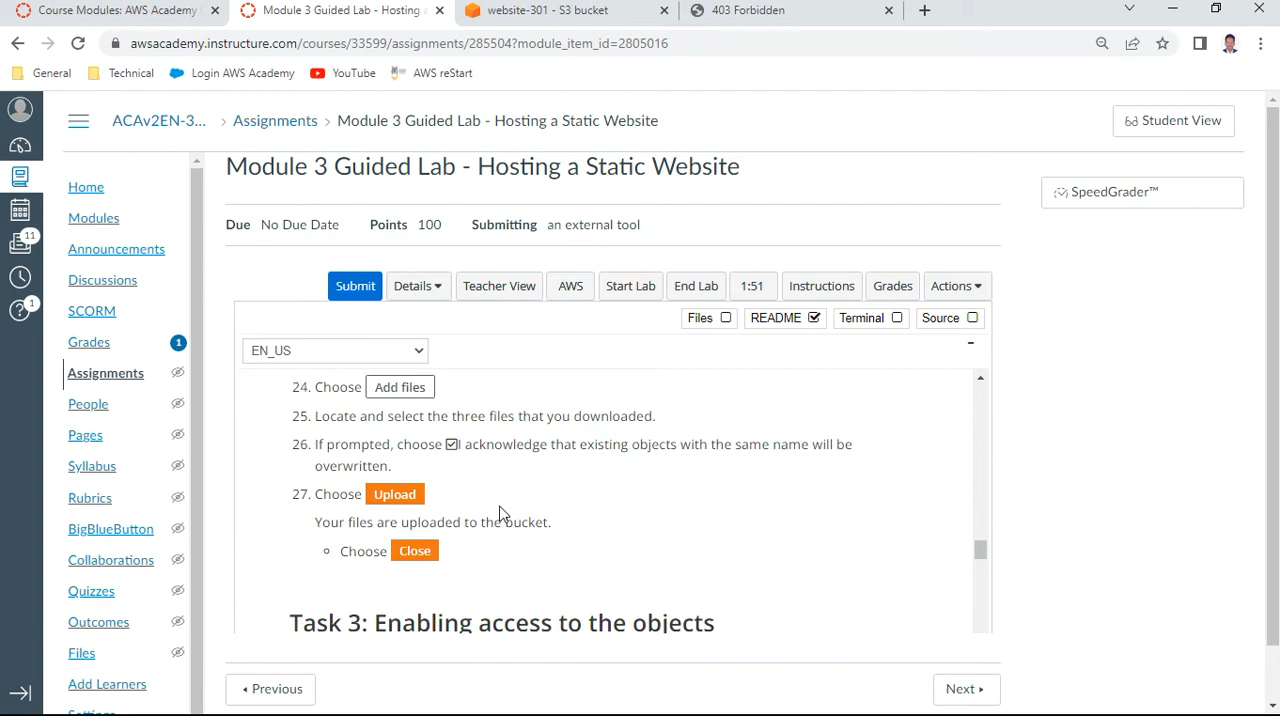 Course Modules: AWS Academy
Module 3 Guided Lab - Hosting a
website-301 - S3 bucket
403 Forbidden
awsacademy.instructure.com/courses/33599/assignments/285504?module_item_id=2805016
General
Technical
Login AWS Academy
YouTube
AWS reStart
ACAv2EN-3... > Assignments > Module 3 Guided Lab - Hosting a Static Website
Student View
Module 3 Guided Lab - Hosting a Static Website
SpeedGrader™
Due No Due Date Points 100 Submitting an external tool
Home
Modules
Announcements
Discussions
SCORM
Grades 1
Assignments
People
Pages
Syllabus
Rubrics
BigBlueButton
Collaborations
Quizzes
Outcomes
Files
Add Learners
11
1
Submit Details Teacher View AWS Start Lab End Lab 1:51 Instructions Grades Actions
Files README Terminal Source
EN_US
24. Choose Add files
25. Locate and select the three files that you downloaded.
26. If prompted, choose I acknowledge that existing objects with the same name will be
overwritten.
27. Choose Upload
Your files are uploaded to the bucket.
Choose Close
Task 3: Enabling access to the objects
Previous
Next